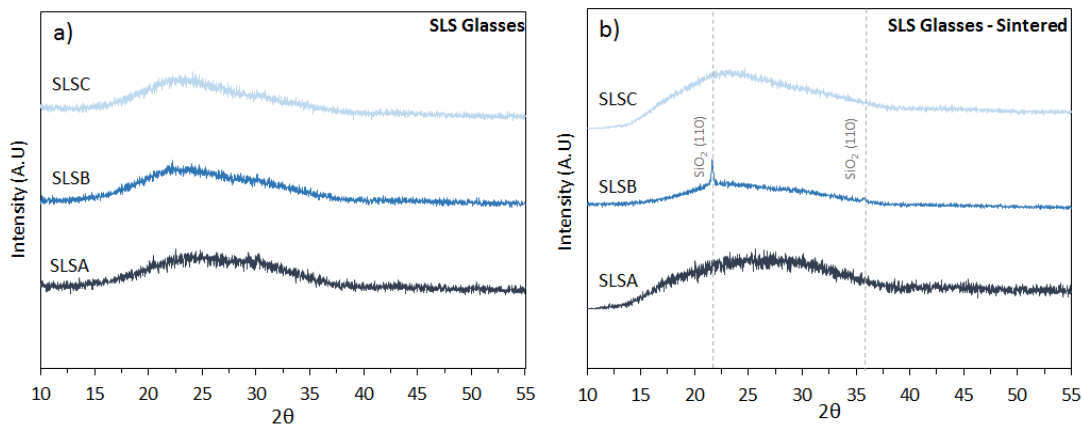 a)
SLS Glasses
SLSC
SLSB
SLSA
Intensity (A.U)
10 15 20 25 30 35 40 45 50 55
2θ
b)
SLS Glasses - Sintered
SLSC
SiO₂ (110)
SiO₂ (110)
SLSB
SLSA
Intensity (A.U)
10 15 20 25 30 35 40 45 50 55
2θ